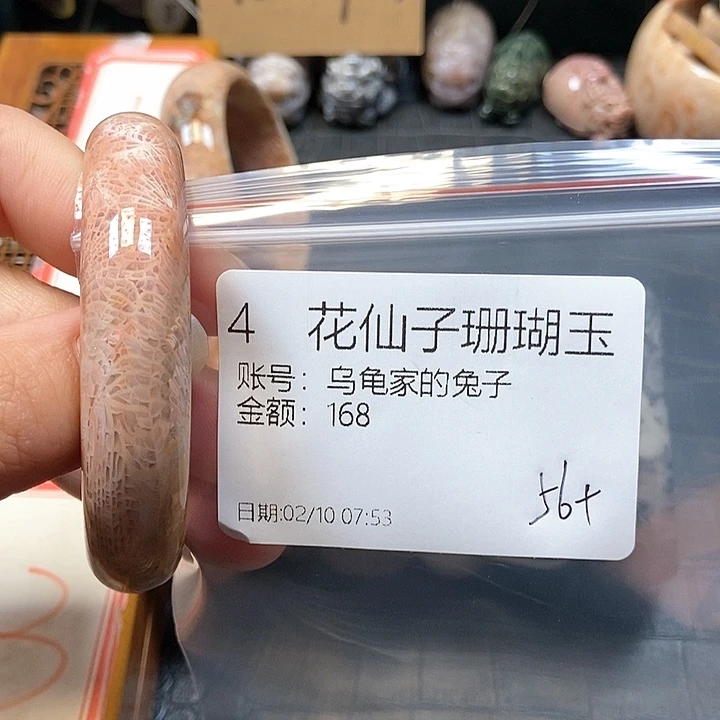 4 花仙子珊瑚玉
账号：乌龟家的兔子
金额：168
日期:02/10 07:53
56+